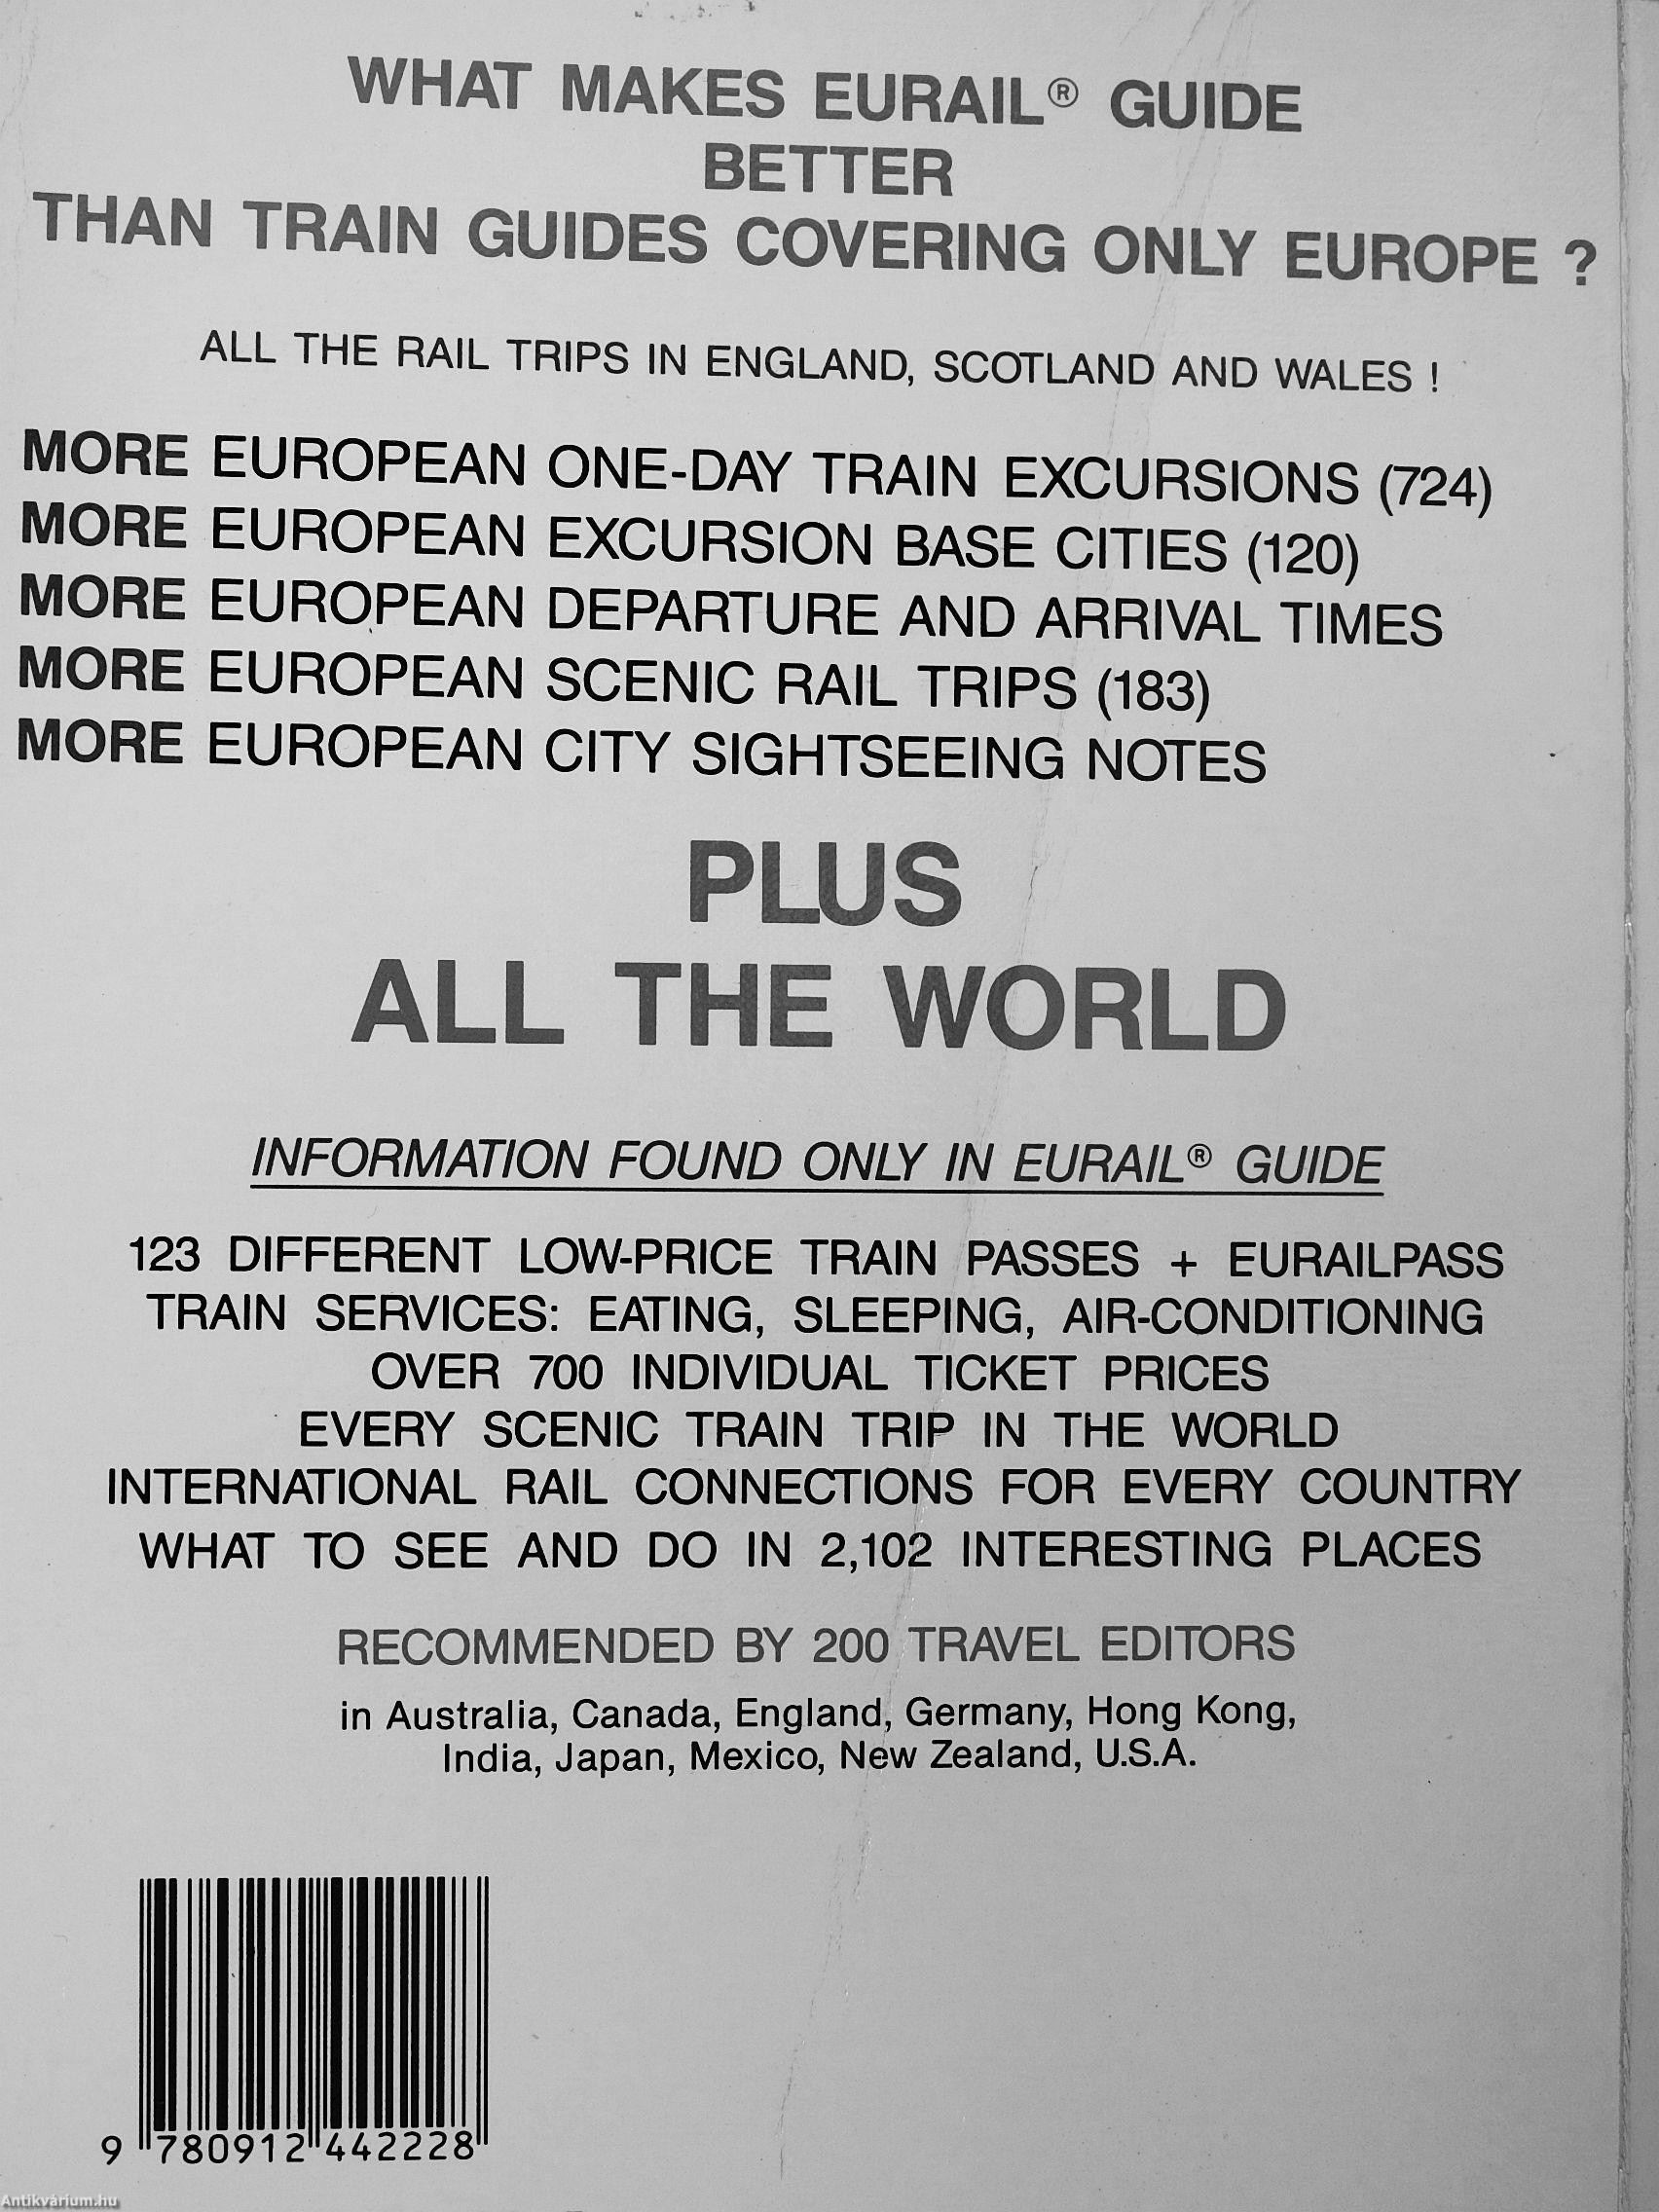 WHAT MAKES EURAIL® GUIDE
BETTER
THAN TRAIN GUIDES COVERING ONLY EUROPE ?
ALL THE RAIL TRIPS IN ENGLAND, SCOTLAND AND WALES !
MORE EUROPEAN ONE-DAY TRAIN EXCURSIONS (724)
MORE EUROPEAN EXCURSION BASE CITIES (120)
MORE EUROPEAN DEPARTURE AND ARRIVAL TIMES
MORE EUROPEAN SCENIC RAIL TRIPS (183)
MORE EUROPEAN CITY SIGHTSEEING NOTES
PLUS
ALL THE WORLD
INFORMATION FOUND ONLY IN EURAIL® GUIDE
123 DIFFERENT LOW-PRICE TRAIN PASSES + EURAILPASS
TRAIN SERVICES: EATING, SLEEPING, AIR-CONDITIONING
OVER 700 INDIVIDUAL TICKET PRICES
EVERY SCENIC TRAIN TRIP IN THE WORLD
INTERNATIONAL RAIL CONNECTIONS FOR EVERY COUNTRY
WHAT TO SEE AND DO IN 2,102 INTERESTING PLACES
RECOMMENDED BY 200 TRAVEL EDITORS
in Australia, Canada, England, Germany, Hong Kong,
India, Japan, Mexico, New Zealand, U.S.A.
9 780912 442228
Antikvárium.hu